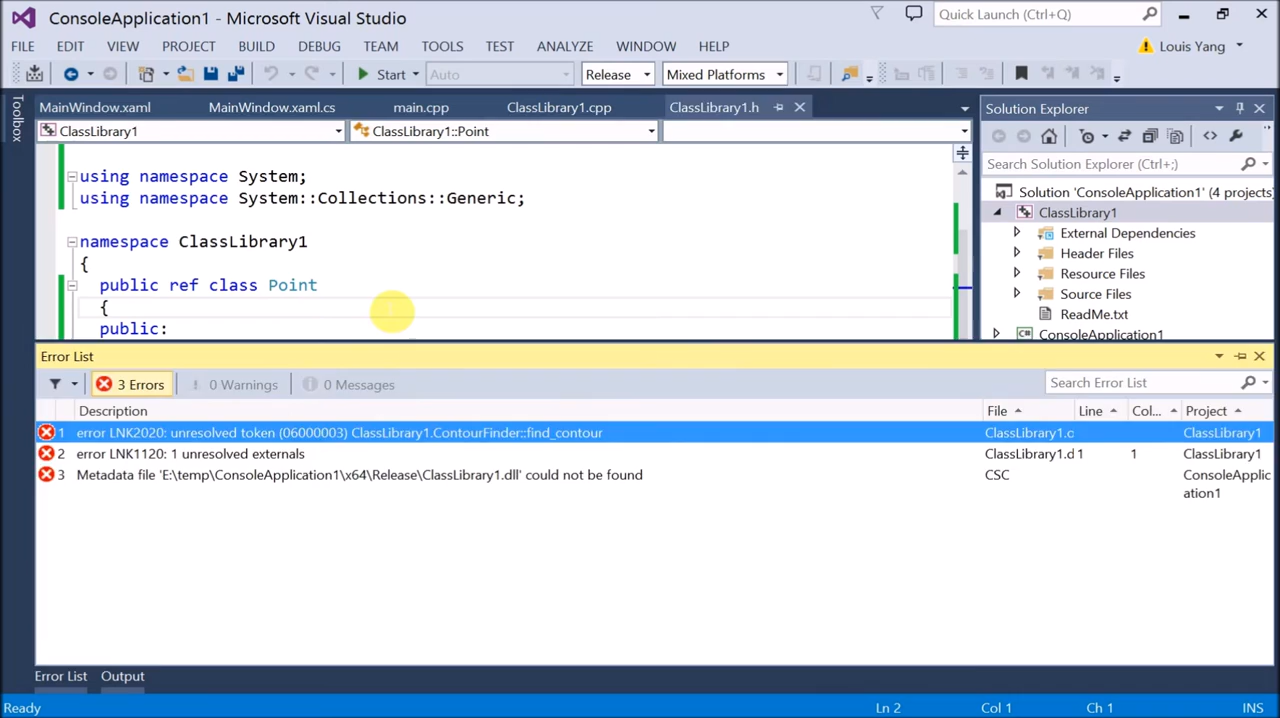 ConsoleApplication1 - Microsoft Visual Studio
Quick Launch (Ctrl+Q)
FILE EDIT VIEW PROJECT BUILD DEBUG TEAM TOOLS TEST ANALYZE WINDOW HELP
Louis Yang
Start Auto Release Mixed Platforms
Toolbox
MainWindow.xaml MainWindow.xaml.cs main.cpp ClassLibrary1.cpp ClassLibrary1.h
ClassLibrary1 ClassLibrary1::Point
using namespace System;
using namespace System::Collections::Generic;
namespace ClassLibrary1
{
public ref class Point
{
public:
Solution Explorer
Search Solution Explorer (Ctrl+;)
Solution 'ConsoleApplication1' (4 projects)
ClassLibrary1
External Dependencies
Header Files
Resource Files
Source Files
ReadMe.txt
ConsoleApplication1
Error List
3 Errors 0 Warnings 0 Messages
Search Error List
Description File Line Col... Project
1 error LNK2020: unresolved token (06000003) ClassLibrary1.ContourFinder::find_contour ClassLibrary1.o ClassLibrary1
2 error LNK1120: 1 unresolved externals ClassLibrary1.d 1 1 ClassLibrary1
3 Metadata file 'E:\temp\ConsoleApplication1\x64\Release\ClassLibrary1.dll' could not be found CSC ConsoleApplic
ation1
Error List Output
Ready Ln 2 Col 1 Ch 1 INS